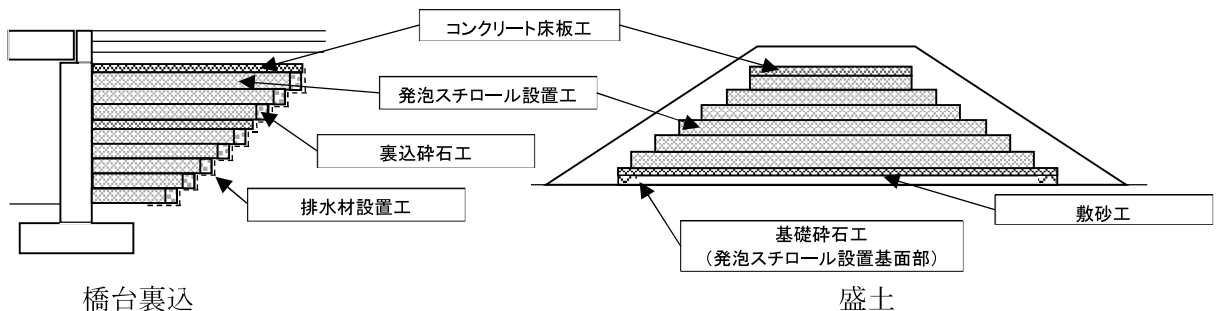 コンクリート床板工
発泡スチロール設置工
裏込砕石工
排水材設置工
敷砂工
基礎砕石工
(発泡スチロール設置基面部)
橋台裏込
盛土